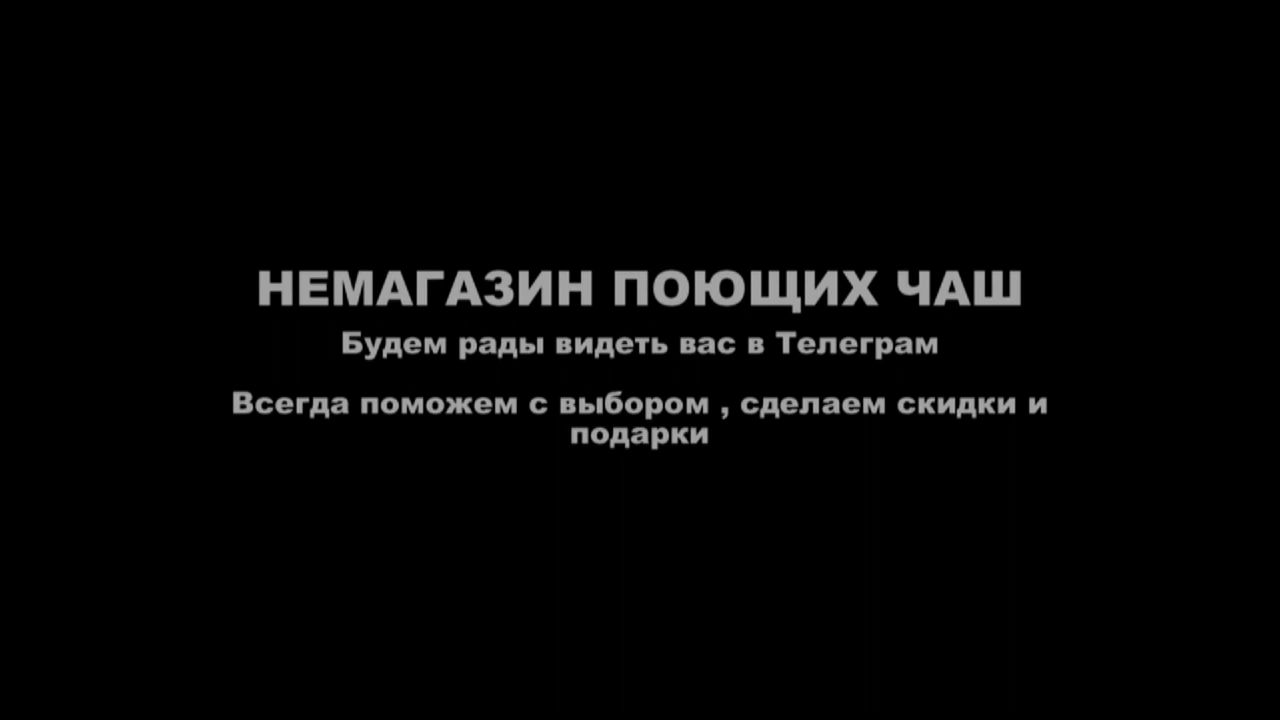 НЕМАГАЗИН ПОЮЩИХ ЧАШ
Будем рады видеть вас в Телеграм
Всегда поможем с выбором , сделаем скидки и
подарки